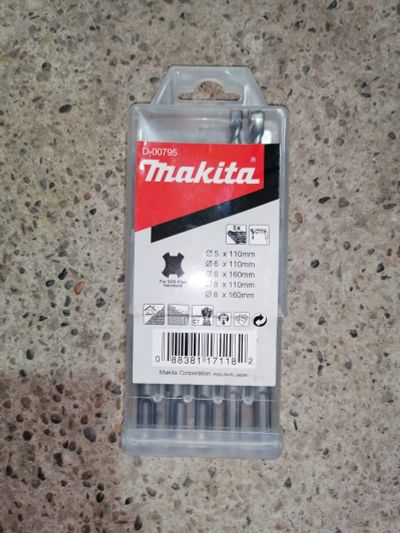 D-00795
makita®
5x
Ø 5 x 110mm
Ø 6 x 110mm
Ø 6 x 160mm
Ø 8 x 110mm
Ø 8 x 160mm
For SDS-Plus
0 88381 17118 2
Makita Corporation Anjo, Aichi, Japan